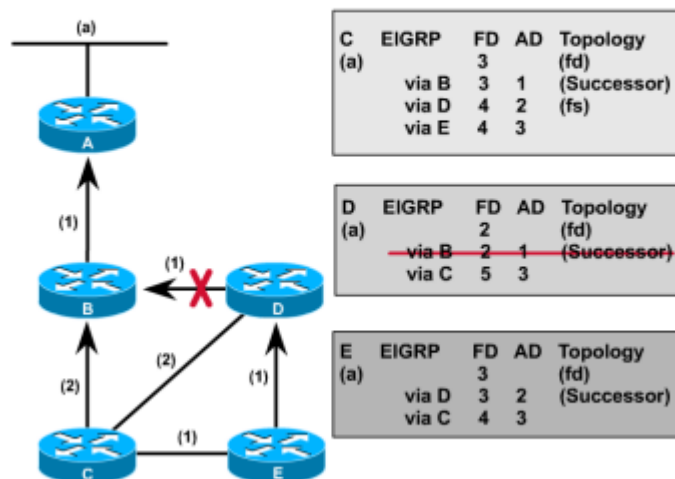 (a)
A
(1)
B
(1)
D
(2)
(2)
(1)
C
(1)
E
C EIGRP FD AD Topology
(a) 3 (fd)
via B 3 1 (Successor)
via D 4 2 (fs)
via E 4 3
D EIGRP FD AD Topology
(a) 2 (fd)
via B 2 1 (Successor)
via C 5 3
E EIGRP FD AD Topology
(a) 3 (fd)
via D 3 2 (Successor)
via C 4 3